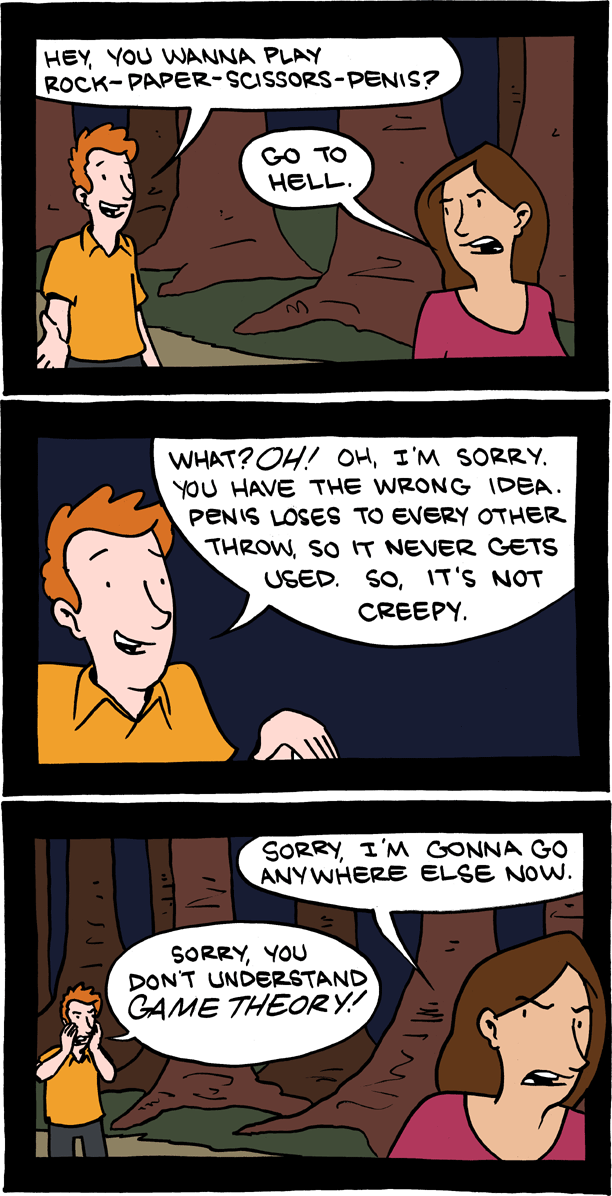 HEY, YOU WANNA PLAY
ROCK-PAPER-SCISSORS-PENIS?
GO TO
HELL.
WHAT? OH! OH, I'M SORRY.
YOU HAVE THE WRONG IDEA.
PENIS LOSES TO EVERY OTHER
THROW, SO IT NEVER GETS
USED. SO, IT'S NOT
CREEPY.
SORRY, I'M GONNA GO
ANYWHERE ELSE NOW.
SORRY, YOU
DON'T UNDERSTAND
GAME THEORY!